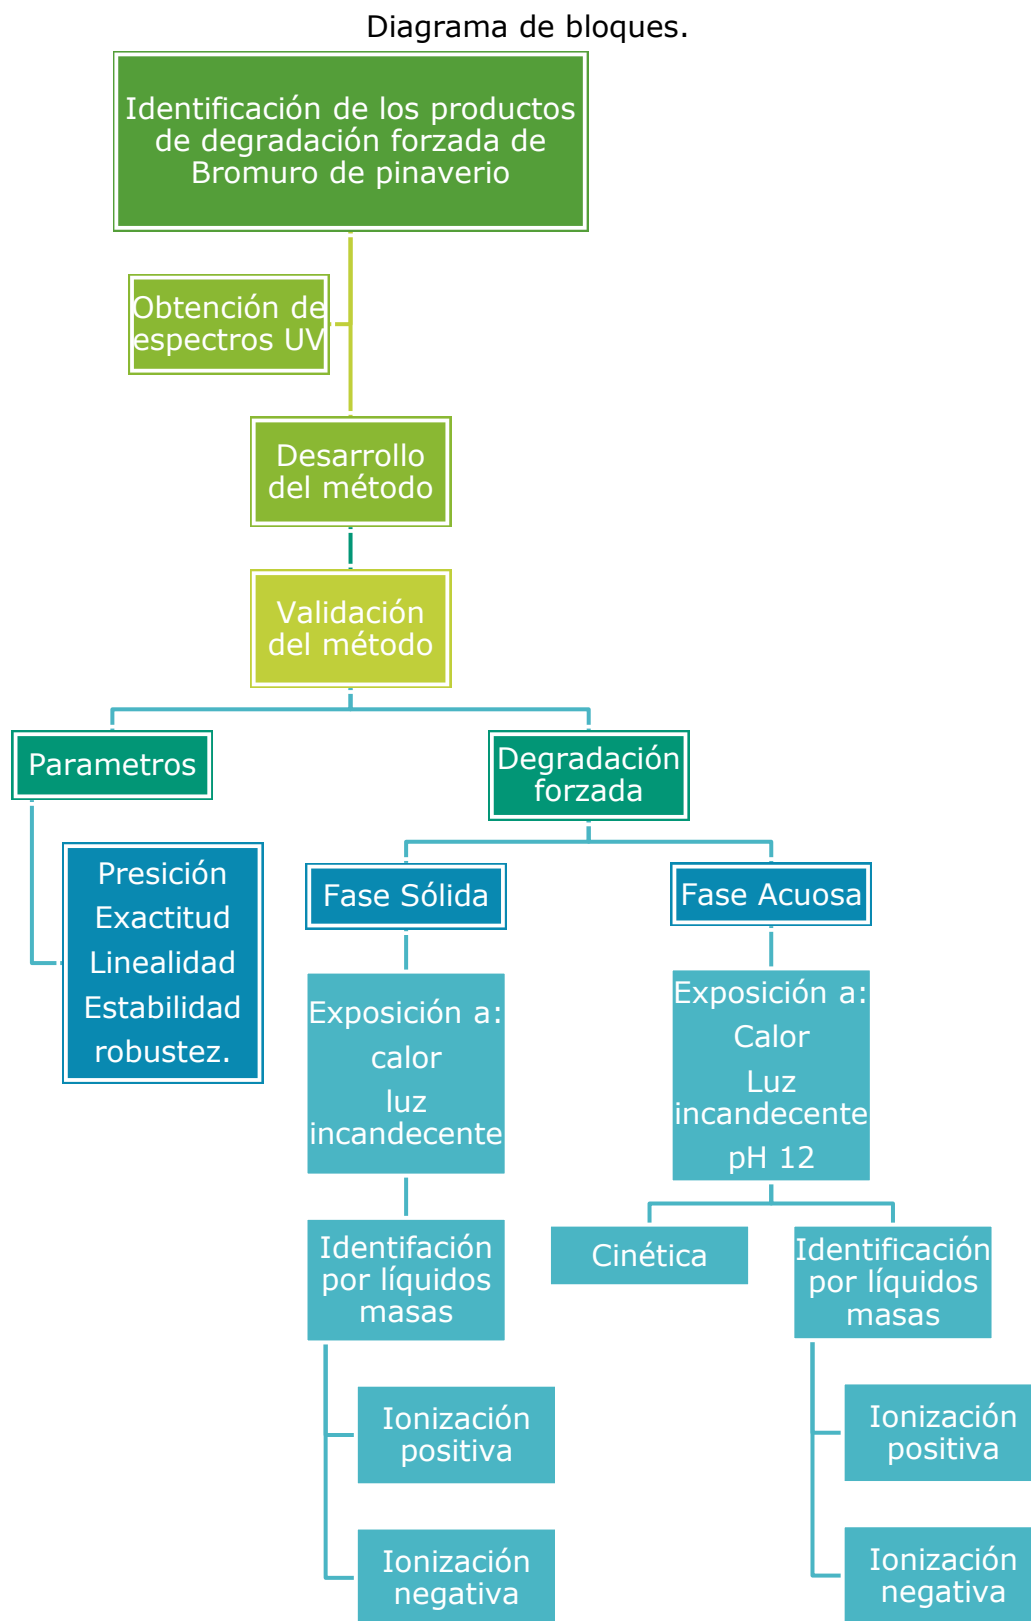 Diagrama de bloques.
Identificación de los productos
de degradación forzada de
Bromuro de pinaverio
Obtención de
espectros UV
Desarrollo
del método
Validación
del método
Parametros
Presición
Exactitud
Linealidad
Estabilidad
robustez.
Degradación
forzada
Fase Sólida
Exposición a:
calor
luz
incandecente
Identifación
por líquidos
masas
Ionización
positiva
Ionización
negativa
Fase Acuosa
Exposición a:
Calor
Luz
incandecente
pH 12
Cinética
Identificación
por líquidos
masas
Ionización
positiva
Ionización
negativa